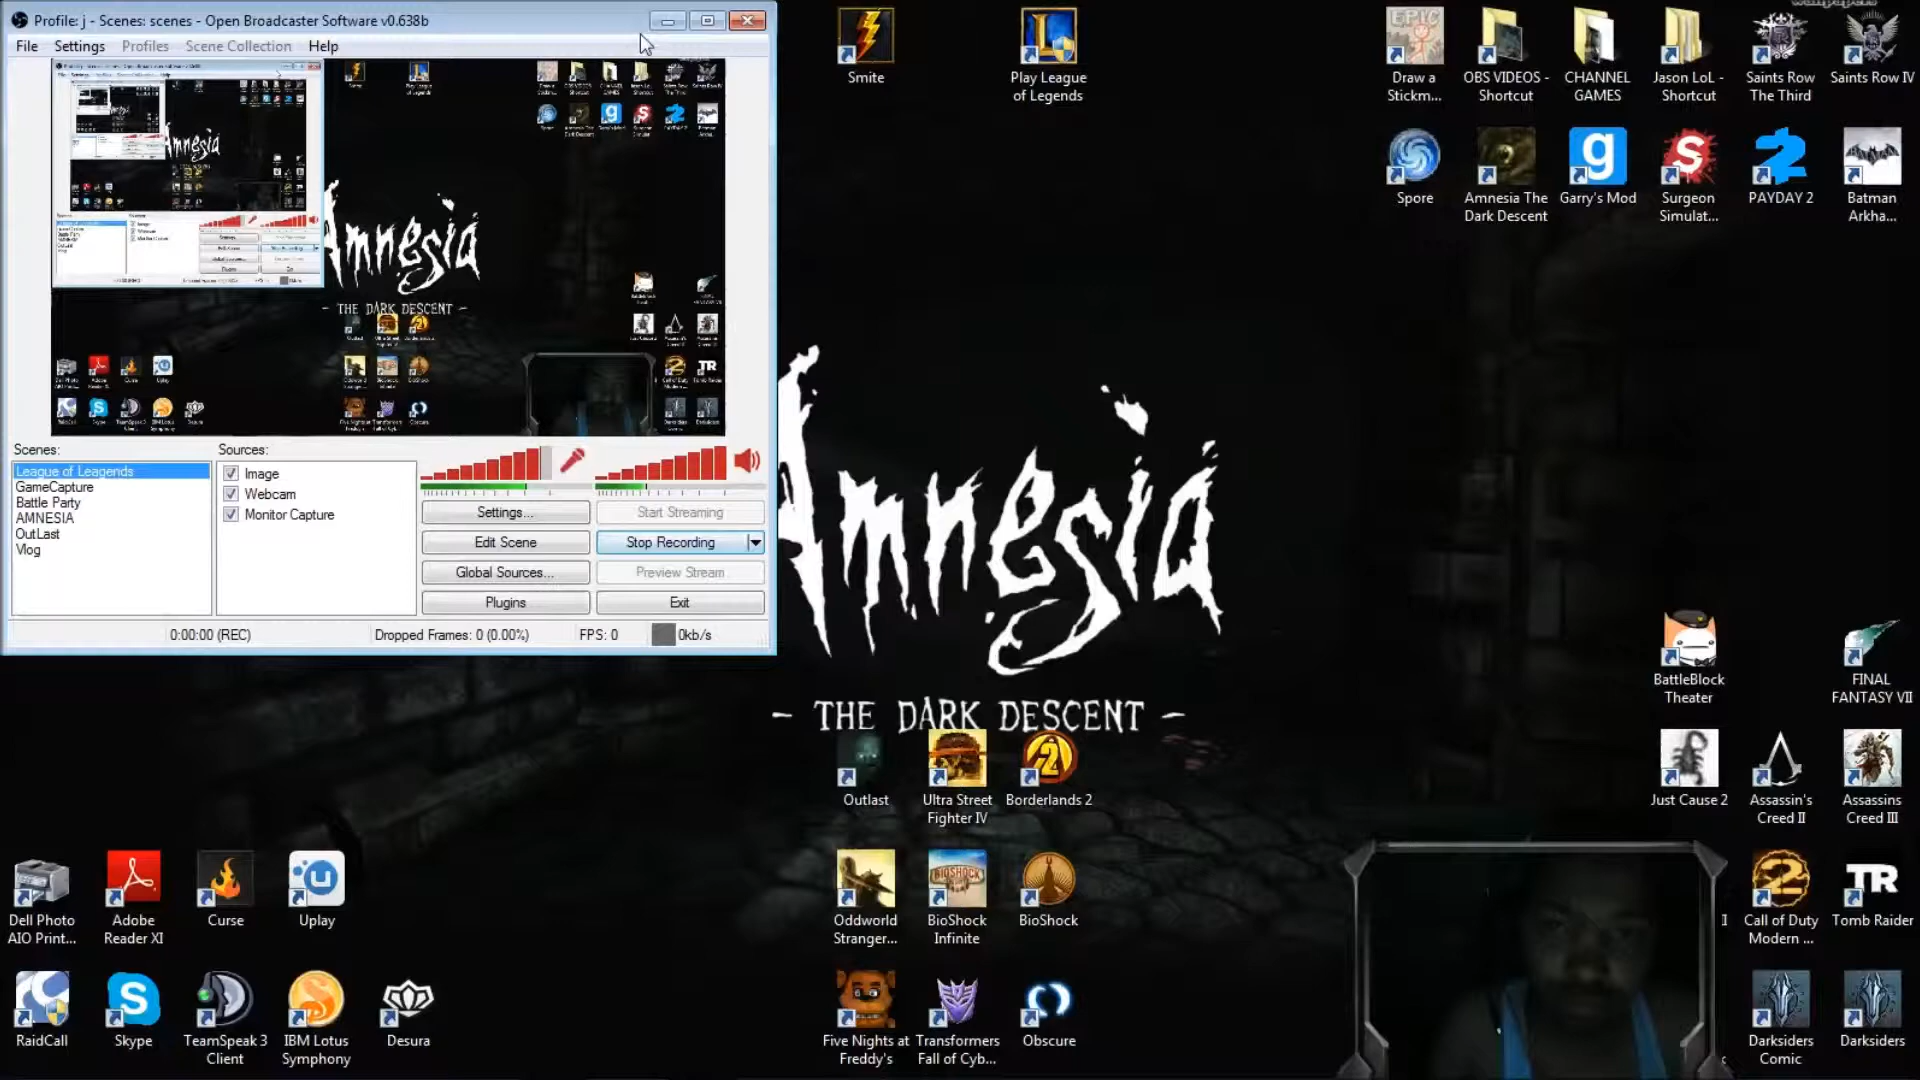 Profile: j - Scenes: scenes - Open Broadcaster Software v0.638b
File Settings Profiles Scene Collection Help
Scenes:
League of Leagends
GameCapture
Battle Party
AMNESIA
OutLast
Vlog
Sources:
Image
Webcam
Monitor Capture
Settings... Start Streaming
Edit Scene Stop Recording
Global Sources... Preview Stream
Plugins Exit
0:00:00 (REC) Dropped Frames: 0 (0.00%) FPS: 0 0kb/s
Smite
Play League
of Legends
Draw a
Stickm...
OBS VIDEOS -
Shortcut
CHANNEL
GAMES
Jason LoL -
Shortcut
Saints Row
The Third
Saints Row IV
Spore
Amnesia The
Dark Descent
Garry's Mod
Surgeon
Simulat...
PAYDAY 2
Batman
Arkha...
Amnesia
- THE DARK DESCENT -
Amnesia
- THE DARK DESCENT -
BattleBlock
Theater
FINAL
FANTASY VII
Outlast
Ultra Street
Fighter IV
Borderlands 2
Just Cause 2
Assassin's
Creed II
Assassins
Creed III
Dell Photo
AIO Print...
Adobe
Reader XI
Curse
Uplay
Oddworld
Stranger...
BioShock
Infinite
BioShock
Call of Duty
Modern ...
Tomb Raider
RaidCall
Skype
TeamSpeak 3
Client
IBM Lotus
Symphony
Desura
Five Nights at
Freddy's
Transformers
Fall of Cyb...
Obscure
Darksiders
Comic
Darksiders